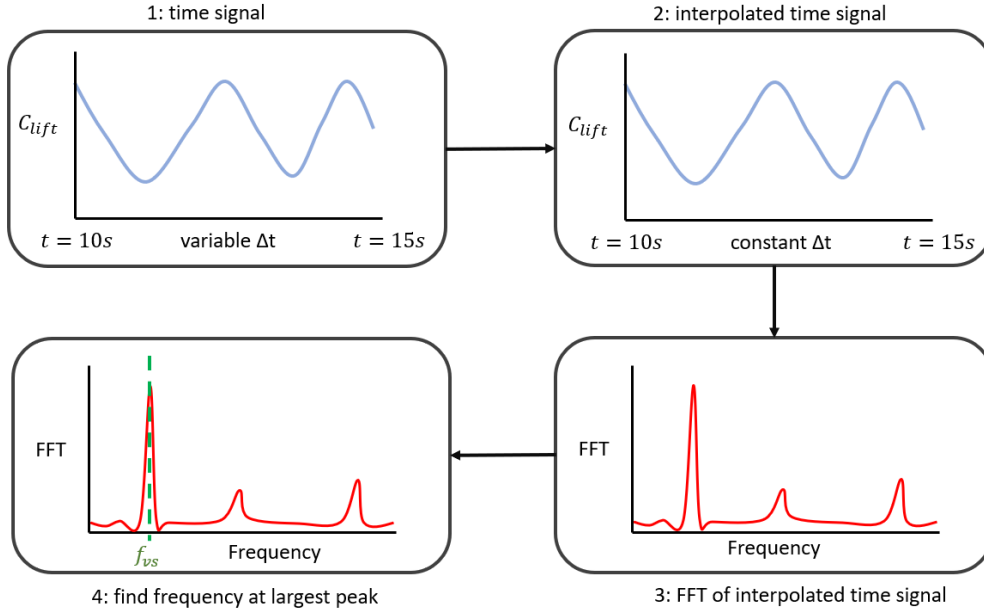 1: time signal
C_lift
t = 10s variable Δt t = 15s
2: interpolated time signal
C_lift
t = 10s constant Δt t = 15s
FFT
Frequency
3: FFT of interpolated time signal
FFT
Frequency
f_vs
4: find frequency at largest peak